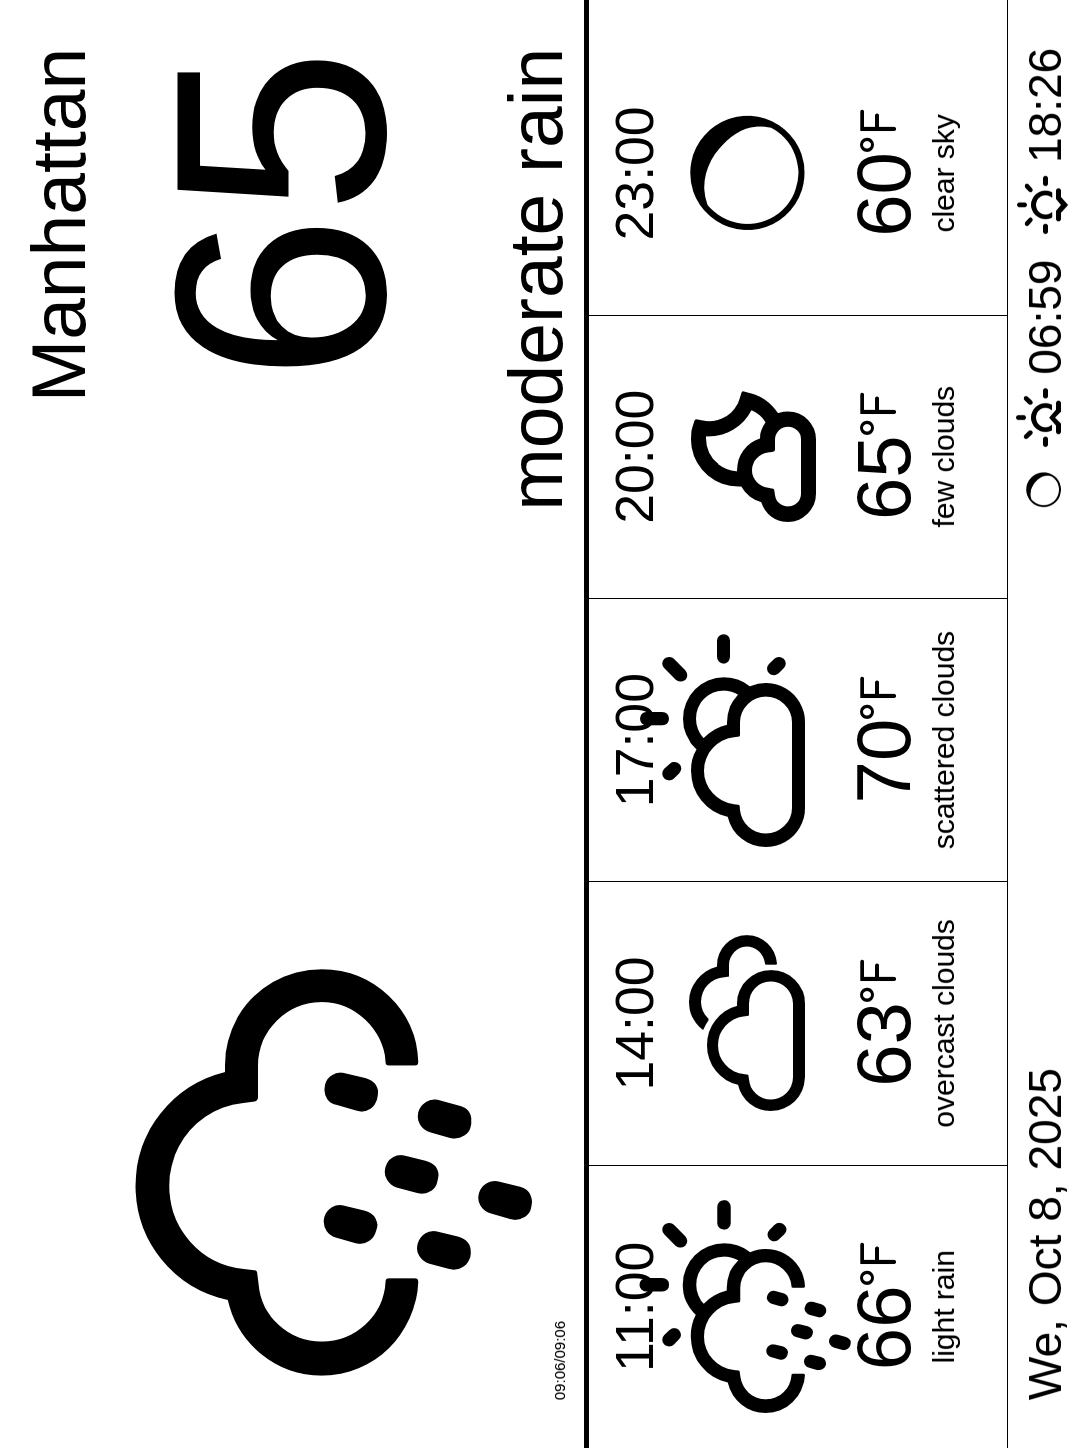 Manhattan
65
moderate rain
09:06/09:06
11:00
66°F
light rain
14:00
63°F
overcast clouds
17:00
70°F
scattered clouds
20:00
65°F
few clouds
23:00
60°F
clear sky
We, Oct 8, 2025
06:59 18:26